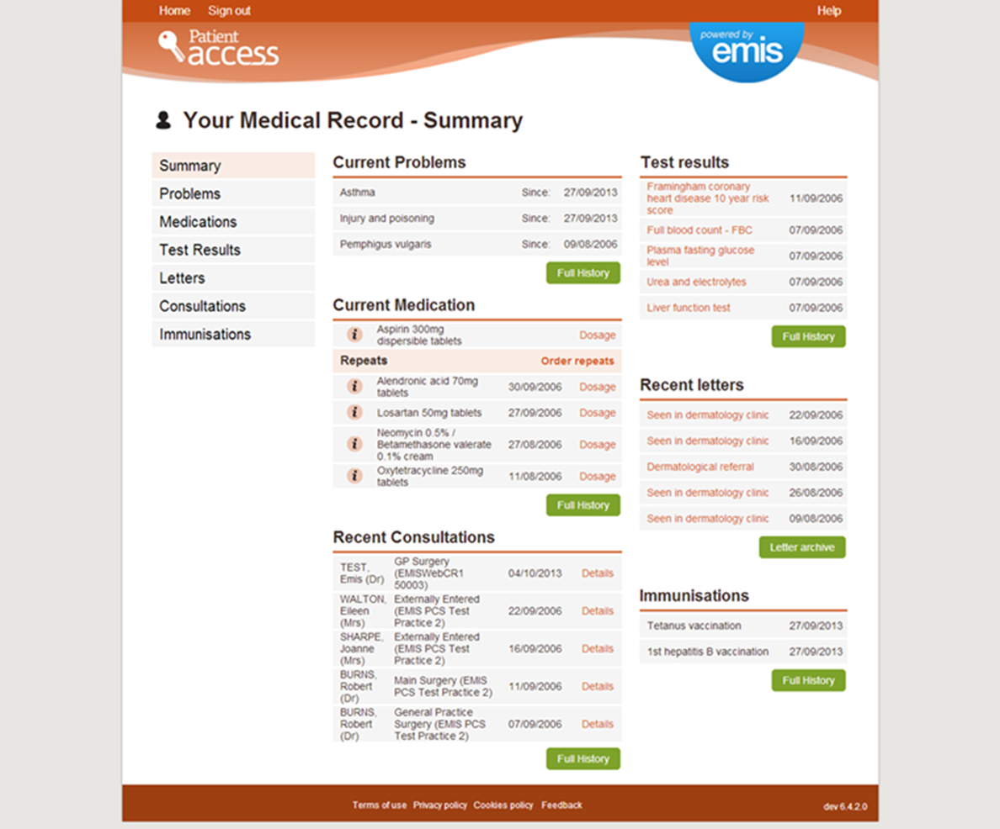 Home Sign out Help
Patient
access
powered by
emis
Your Medical Record - Summary
Summary
Problems
Medications
Test Results
Letters
Consultations
Immunisations
Current Problems
Asthma Since: 27/09/2013
Injury and poisoning Since: 27/09/2013
Pemphigus vulgaris Since: 09/08/2006
Full History
Current Medication
i Aspirin 300mg
dispersible tablets Dosage
Repeats Order repeats
i Alendronic acid 70mg
tablets 30/09/2006 Dosage
i Losartan 50mg tablets 27/09/2006 Dosage
i Neomycin 0.5% /
Betamethasone valerate
0.1% cream 27/08/2006 Dosage
i Oxytetracycline 250mg
tablets 11/08/2006 Dosage
Full History
Recent Consultations
TEST, GP Surgery
Emis (Dr) (EMISWebCR1 04/10/2013 Details
50003)
WALTON, Externally Entered
Eileen (EMIS PCS Test 22/09/2006 Details
(Mrs) Practice 2)
SHARPE, Externally Entered
Joanne (EMIS PCS Test 16/09/2006 Details
(Mrs) Practice 2)
BURNS, Main Surgery (EMIS
Robert PCS Test Practice 2) 11/09/2006 Details
(Dr)
BURNS, General Practice
Robert Surgery (EMIS PCS 07/09/2006 Details
(Dr) Test Practice 2)
Full History
Test results
Framingham coronary
heart disease 10 year risk 11/09/2006
score
Full blood count - FBC 07/09/2006
Plasma fasting glucose
level 07/09/2006
Urea and electrolytes 07/09/2006
Liver function test 07/09/2006
Full History
Recent letters
Seen in dermatology clinic 22/09/2006
Seen in dermatology clinic 16/09/2006
Dermatological referral 30/08/2006
Seen in dermatology clinic 26/08/2006
Seen in dermatology clinic 09/08/2006
Letter archive
Immunisations
Tetanus vaccination 27/09/2013
1st hepatitis B vaccination 27/09/2013
Full History
Terms of use Privacy policy Cookies policy Feedback dev 6.4.2.0